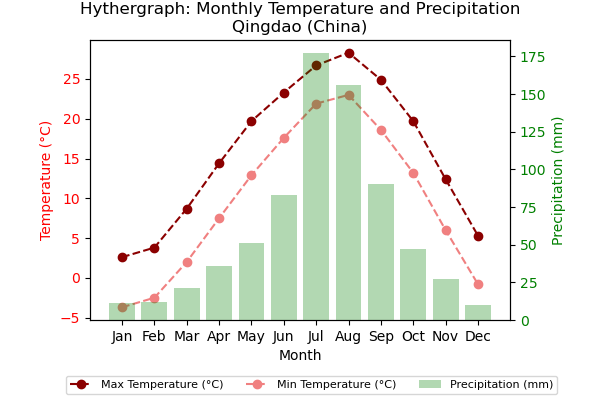 Hythergraph: Monthly Temperature and Precipitation
Qingdao (China)
Temperature (°C)
25
20
15
10
5
0
−5
175
150
125
100
75
50
25
0
Precipitation (mm)
Jan Feb Mar Apr May Jun Jul Aug Sep Oct Nov Dec
Month
Max Temperature (°C) Min Temperature (°C) Precipitation (mm)